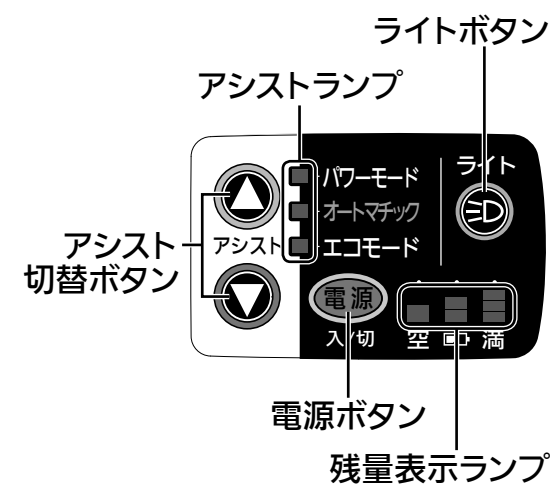 ライトボタン
アシストランプ
パワーモード
ライト
オートマチック
アシスト
エコモード
アシスト
切替ボタン
電源
入/切
空
満
電源ボタン
残量表示ランプ